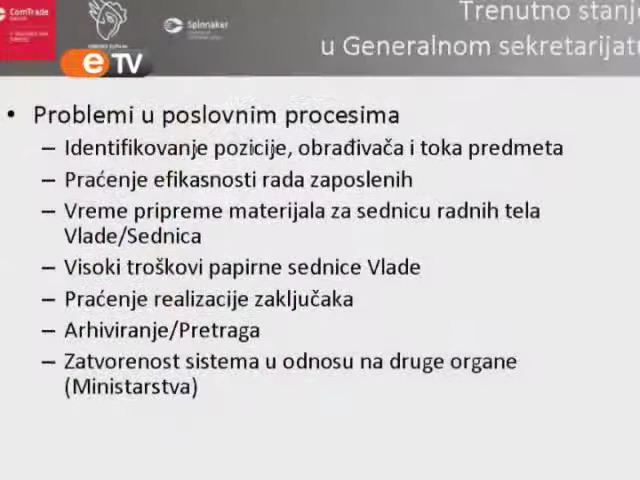 ComTrade
Spinnaker
eTV
Trenutno stanje
u Generalnom sekretarijatu
• Problemi u poslovnim procesima
– Identifikovanje pozicije, obrađivača i toka predmeta
– Praćenje efikasnosti rada zaposlenih
– Vreme pripreme materijala za sednicu radnih tela
Vlade/Sednica
– Visoki troškovi papirne sednice Vlade
– Praćenje realizacije zaključaka
– Arhiviranje/Pretraga
– Zatvorenost sistema u odnosu na druge organe
(Ministarstva)